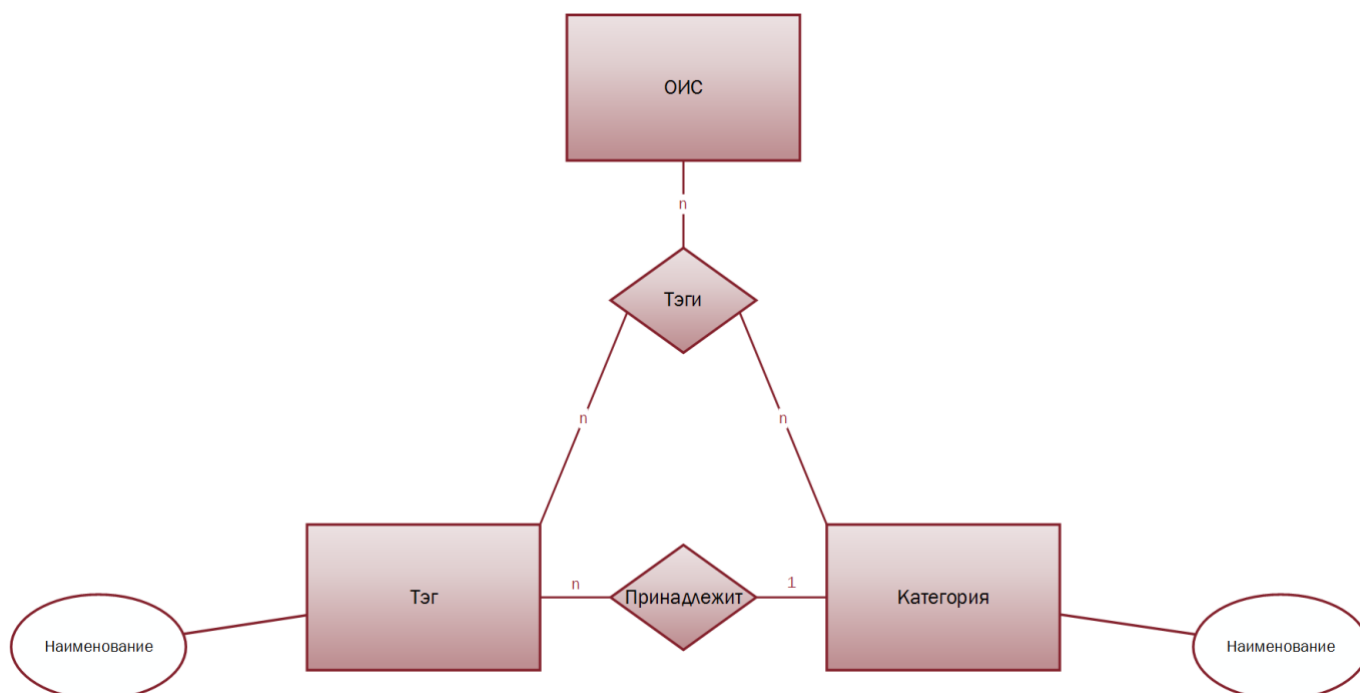 ОИС
n
Тэги
n
n
Тэг
n
Принадлежит
1
Категория
Наименование
Наименование